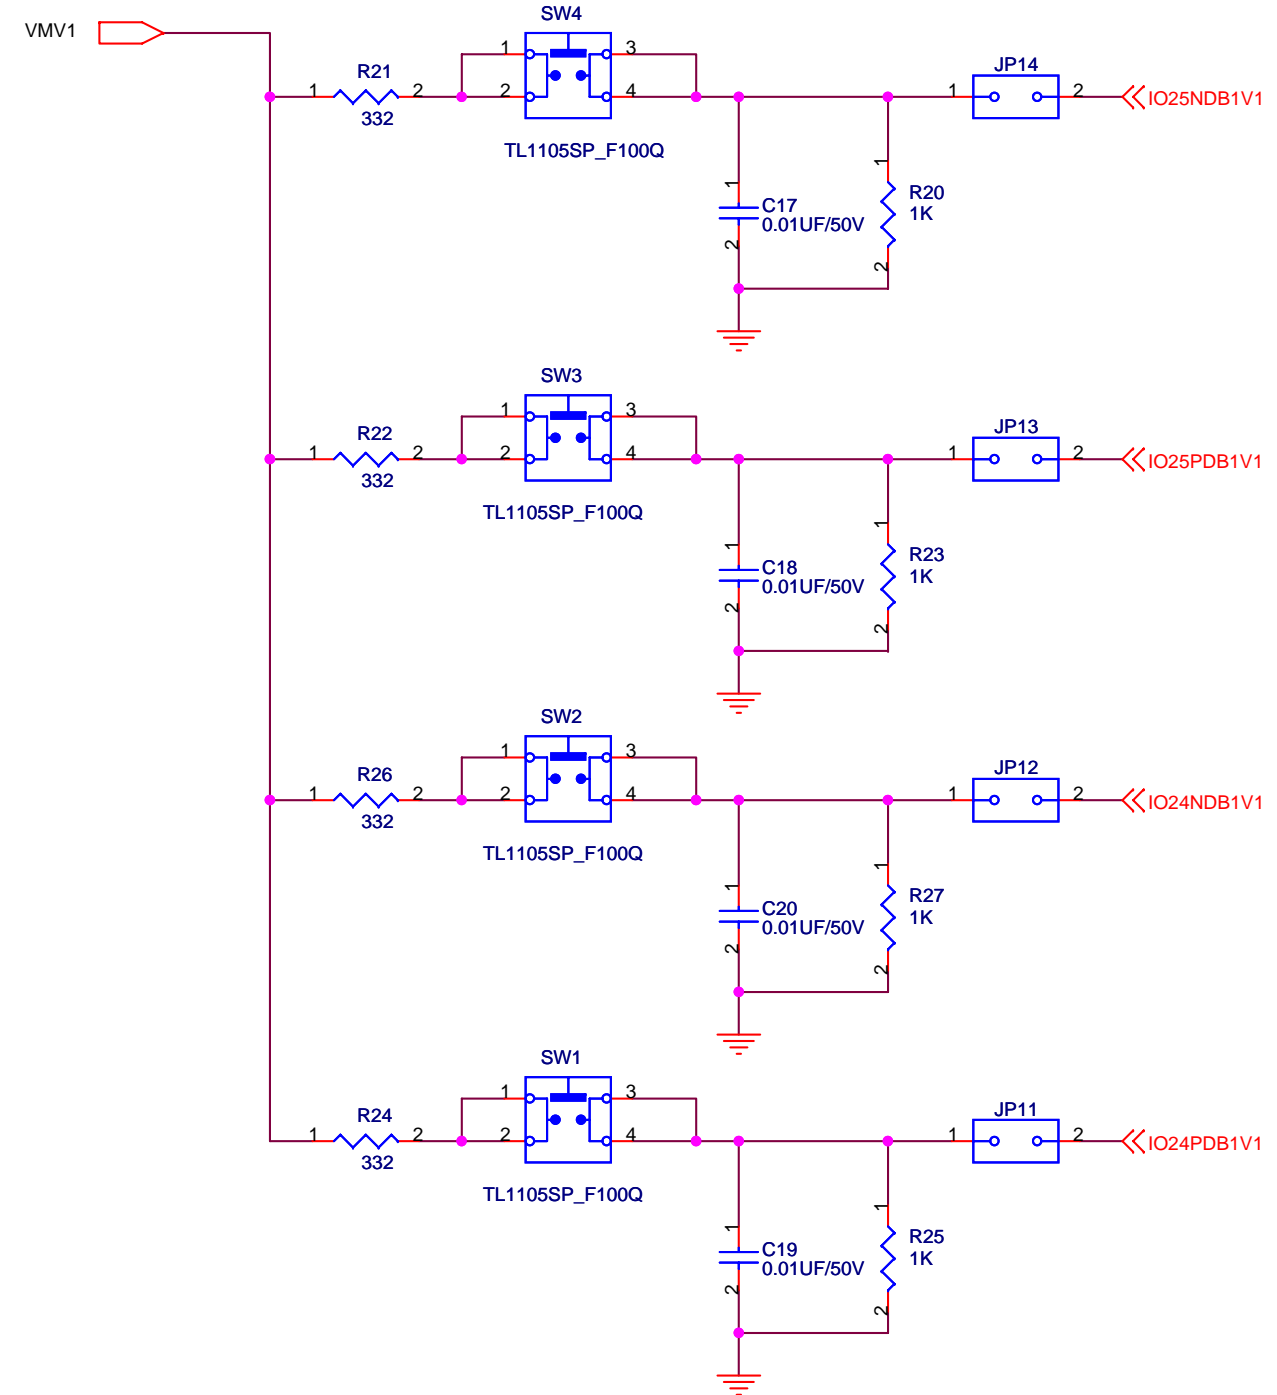 VMV1
SW4
1 3
R21 JP14
1 2 2 4 1 2 IO25NDB1V1
332
TL1105SP_F100Q
1 1
C17 R20
0.01UF/50V 1K
2 2
SW3
1 3
R22 JP13
1 2 2 4 1 2 IO25PDB1V1
332
TL1105SP_F100Q
1 1
C18 R23
0.01UF/50V 1K
2 2
SW2
1 3
R26 JP12
1 2 2 4 1 2 IO24NDB1V1
332
TL1105SP_F100Q
1 1
C20 R27
0.01UF/50V 1K
2 2
SW1
1 3
R24 JP11
1 2 2 4 1 2 IO24PDB1V1
332
TL1105SP_F100Q
1 1
C19 R25
0.01UF/50V 1K
2 2